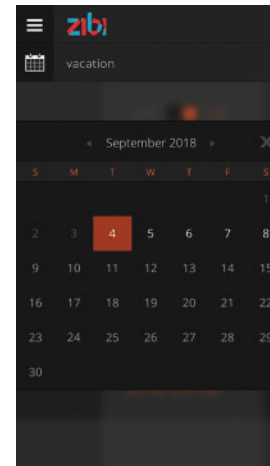 zibi
vacation
September 2018
S M T W T F S
1
2 3 4 5 6 7 8
9 10 11 12 13 14 15
16 17 18 19 20 21 22
23 24 25 26 27 28 29
30